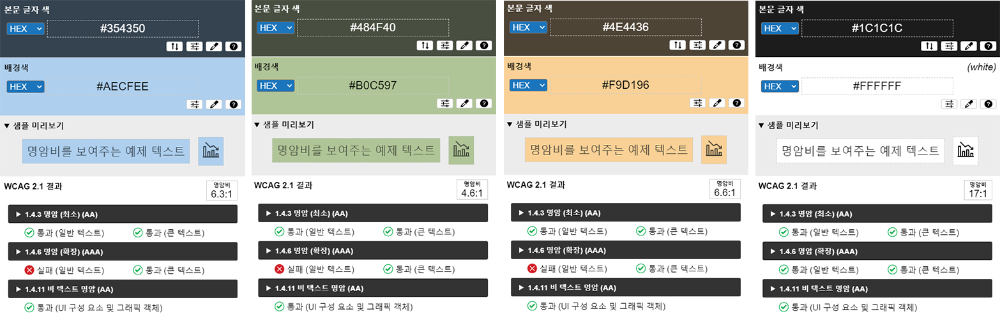 본문 글자 색
HEX
#354350
배경색
HEX
#AECFEE
▼ 샘플 미리보기
명암비를 보여주는 예제 텍스트
WCAG 2.1 결과
명암비
6.3:1
▶ 1.4.3 명암 (최소) (AA)
통과 (일반 텍스트) 통과 (큰 텍스트)
▶ 1.4.6 명암 (확장) (AAA)
실패 (일반 텍스트) 통과 (큰 텍스트)
▶ 1.4.11 비 텍스트 명암 (AA)
통과 (UI 구성 요소 및 그래픽 객체)
본문 글자 색
HEX
#484F40
배경색
HEX
#B0C597
▼ 샘플 미리보기
명암비를 보여주는 예제 텍스트
WCAG 2.1 결과
명암비
4.6:1
▶ 1.4.3 명암 (최소) (AA)
통과 (일반 텍스트) 통과 (큰 텍스트)
▶ 1.4.6 명암 (확장) (AAA)
실패 (일반 텍스트) 통과 (큰 텍스트)
▶ 1.4.11 비 텍스트 명암 (AA)
통과 (UI 구성 요소 및 그래픽 객체)
본문 글자 색
HEX
#4E4436
배경색
HEX
#F9D196
▼ 샘플 미리보기
명암비를 보여주는 예제 텍스트
WCAG 2.1 결과
명암비
6.6:1
▶ 1.4.3 명암 (최소) (AA)
통과 (일반 텍스트) 통과 (큰 텍스트)
▶ 1.4.6 명암 (확장) (AAA)
실패 (일반 텍스트) 통과 (큰 텍스트)
▶ 1.4.11 비 텍스트 명암 (AA)
통과 (UI 구성 요소 및 그래픽 객체)
본문 글자 색
HEX
#1C1C1C
배경색 (white)
HEX
#FFFFFF
▼ 샘플 미리보기
명암비를 보여주는 예제 텍스트
WCAG 2.1 결과
명암비
17:1
▶ 1.4.3 명암 (최소) (AA)
통과 (일반 텍스트) 통과 (큰 텍스트)
▶ 1.4.6 명암 (확장) (AAA)
통과 (일반 텍스트) 통과 (큰 텍스트)
▶ 1.4.11 비 텍스트 명암 (AA)
통과 (UI 구성 요소 및 그래픽 객체)